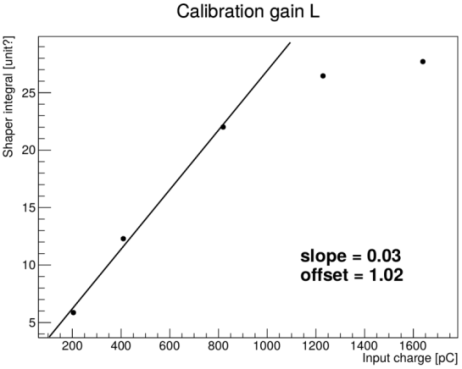 Calibration gain L
Shaper integral [unit?]
25
20
15
10
5
slope = 0.03
offset = 1.02
200 400 600 800 1000 1200 1400 1600
Input charge [pC]